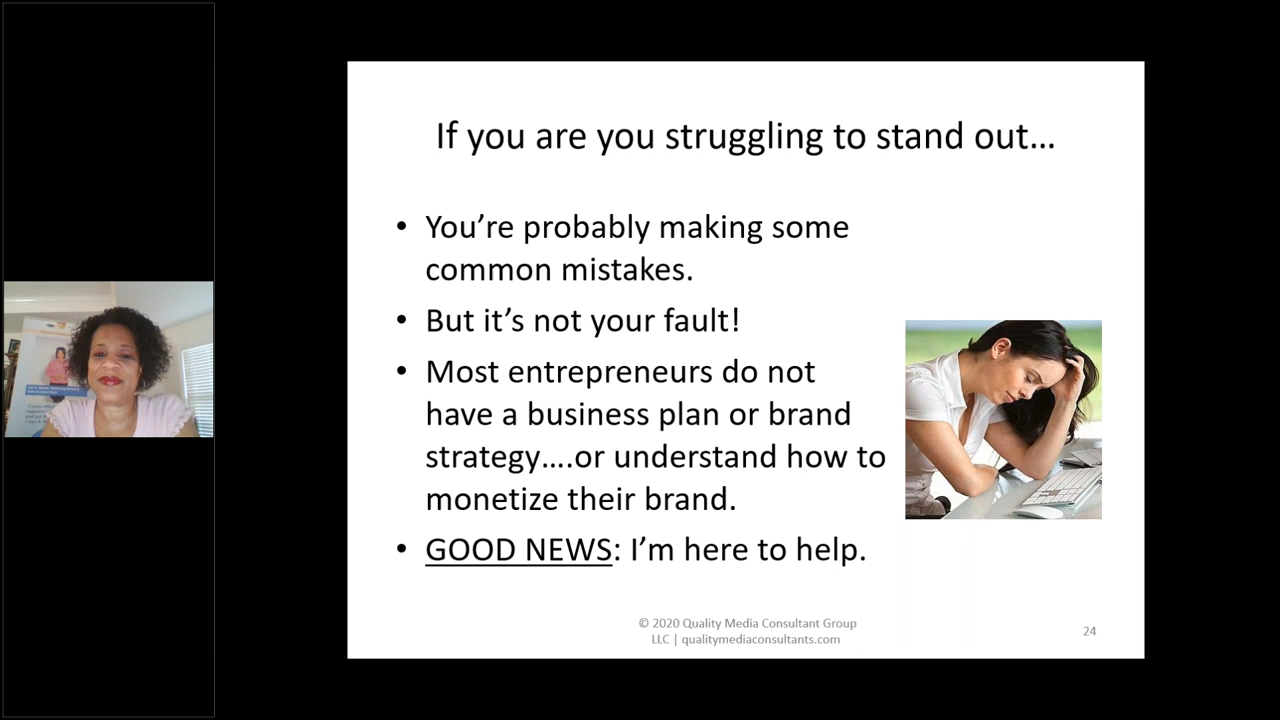 If you are you struggling to stand out…
• You’re probably making some
common mistakes.
• But it’s not your fault!
• Most entrepreneurs do not
have a business plan or brand
strategy….or understand how to
monetize their brand.
• GOOD NEWS: I’m here to help.
© 2020 Quality Media Consultant Group
LLC | qualitymediaconsultants.com
24